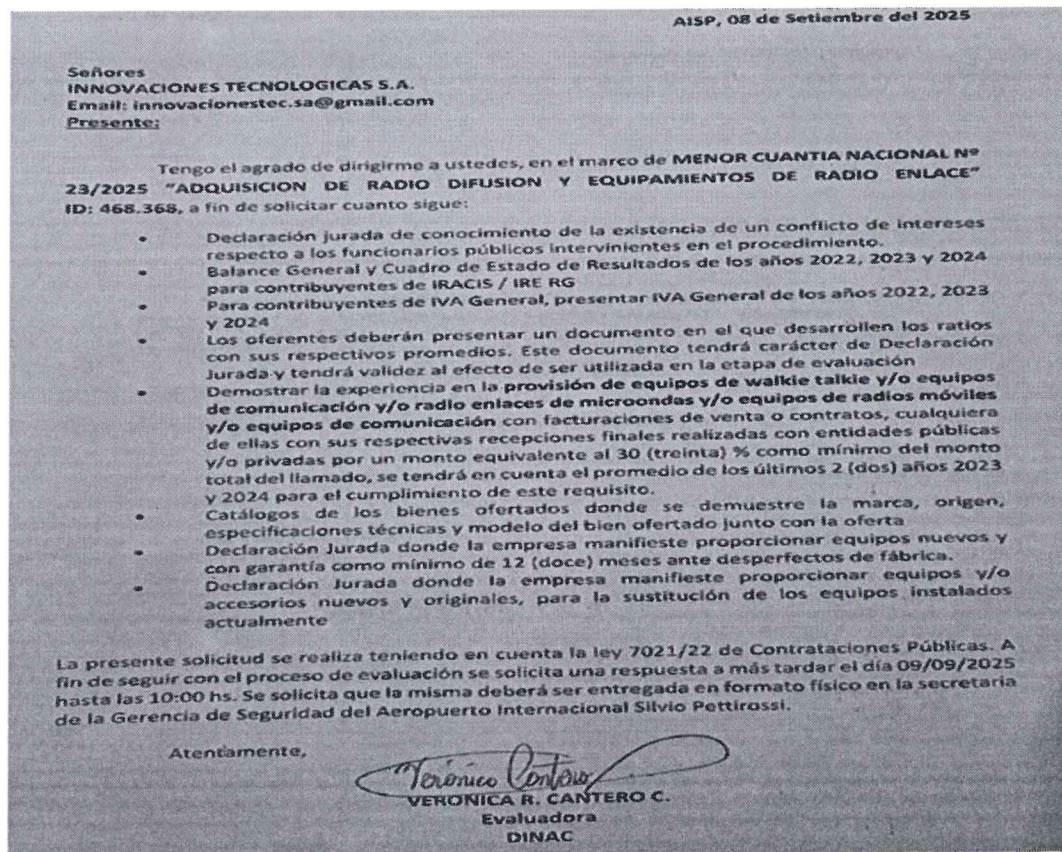 AISP, 08 de Setiembre del 2025
Señores
INNOVACIONES TECNOLOGICAS S.A.
Email: innovacionestec.sa@gmail.com
Presente:
Tengo el agrado de dirigirme a ustedes, en el marco de MENOR CUANTIA NACIONAL Nº
23/2025 "ADQUISICION DE RADIO DIFUSION Y EQUIPAMIENTOS DE RADIO ENLACE"
ID: 468.368, a fin de solicitar cuanto sigue:
• Declaración jurada de conocimiento de la existencia de un conflicto de intereses
respecto a los funcionarios públicos intervinientes en el procedimiento.
• Balance General y Cuadro de Estado de Resultados de los años 2022, 2023 y 2024
para contribuyentes de IRACIS / IRE RG
• Para contribuyentes de IVA General, presentar IVA General de los años 2022, 2023
y 2024
• Los oferentes deberán presentar un documento en el que desarrollen los ratios
con sus respectivos promedios. Este documento tendrá carácter de Declaración
Jurada y tendrá validez al efecto de ser utilizada en la etapa de evaluación
• Demostrar la experiencia en la provisión de equipos de walkie talkie y/o equipos
de comunicación y/o radio enlaces de microondas y/o equipos de radios móviles
y/o equipos de comunicación con facturaciones de venta o contratos, cualquiera
de ellas con sus respectivas recepciones finales realizadas con entidades públicas
y/o privadas por un monto equivalente al 30 (treinta) % como mínimo del monto
total del llamado, se tendrá en cuenta el promedio de los últimos 2 (dos) años 2023
y 2024 para el cumplimiento de este requisito.
• Catálogos de los bienes ofertados donde se demuestre la marca, origen,
especificaciones técnicas y modelo del bien ofertado junto con la oferta
• Declaración Jurada donde la empresa manifieste proporcionar equipos nuevos y
con garantía como mínimo de 12 (doce) meses ante desperfectos de fábrica.
• Declaración Jurada donde la empresa manifieste proporcionar equipos y/o
accesorios nuevos y originales, para la sustitución de los equipos instalados
actualmente
La presente solicitud se realiza teniendo en cuenta la ley 7021/22 de Contrataciones Públicas. A
fin de seguir con el proceso de evaluación se solicita una respuesta a más tardar el día 09/09/2025
hasta las 10:00 hs. Se solicita que la misma deberá ser entregada en formato físico en la secretaria
de la Gerencia de Seguridad del Aeropuerto Internacional Silvio Pettirossi.
Atentamente,
VERONICA R. CANTERO C.
Evaluadora
DINAC